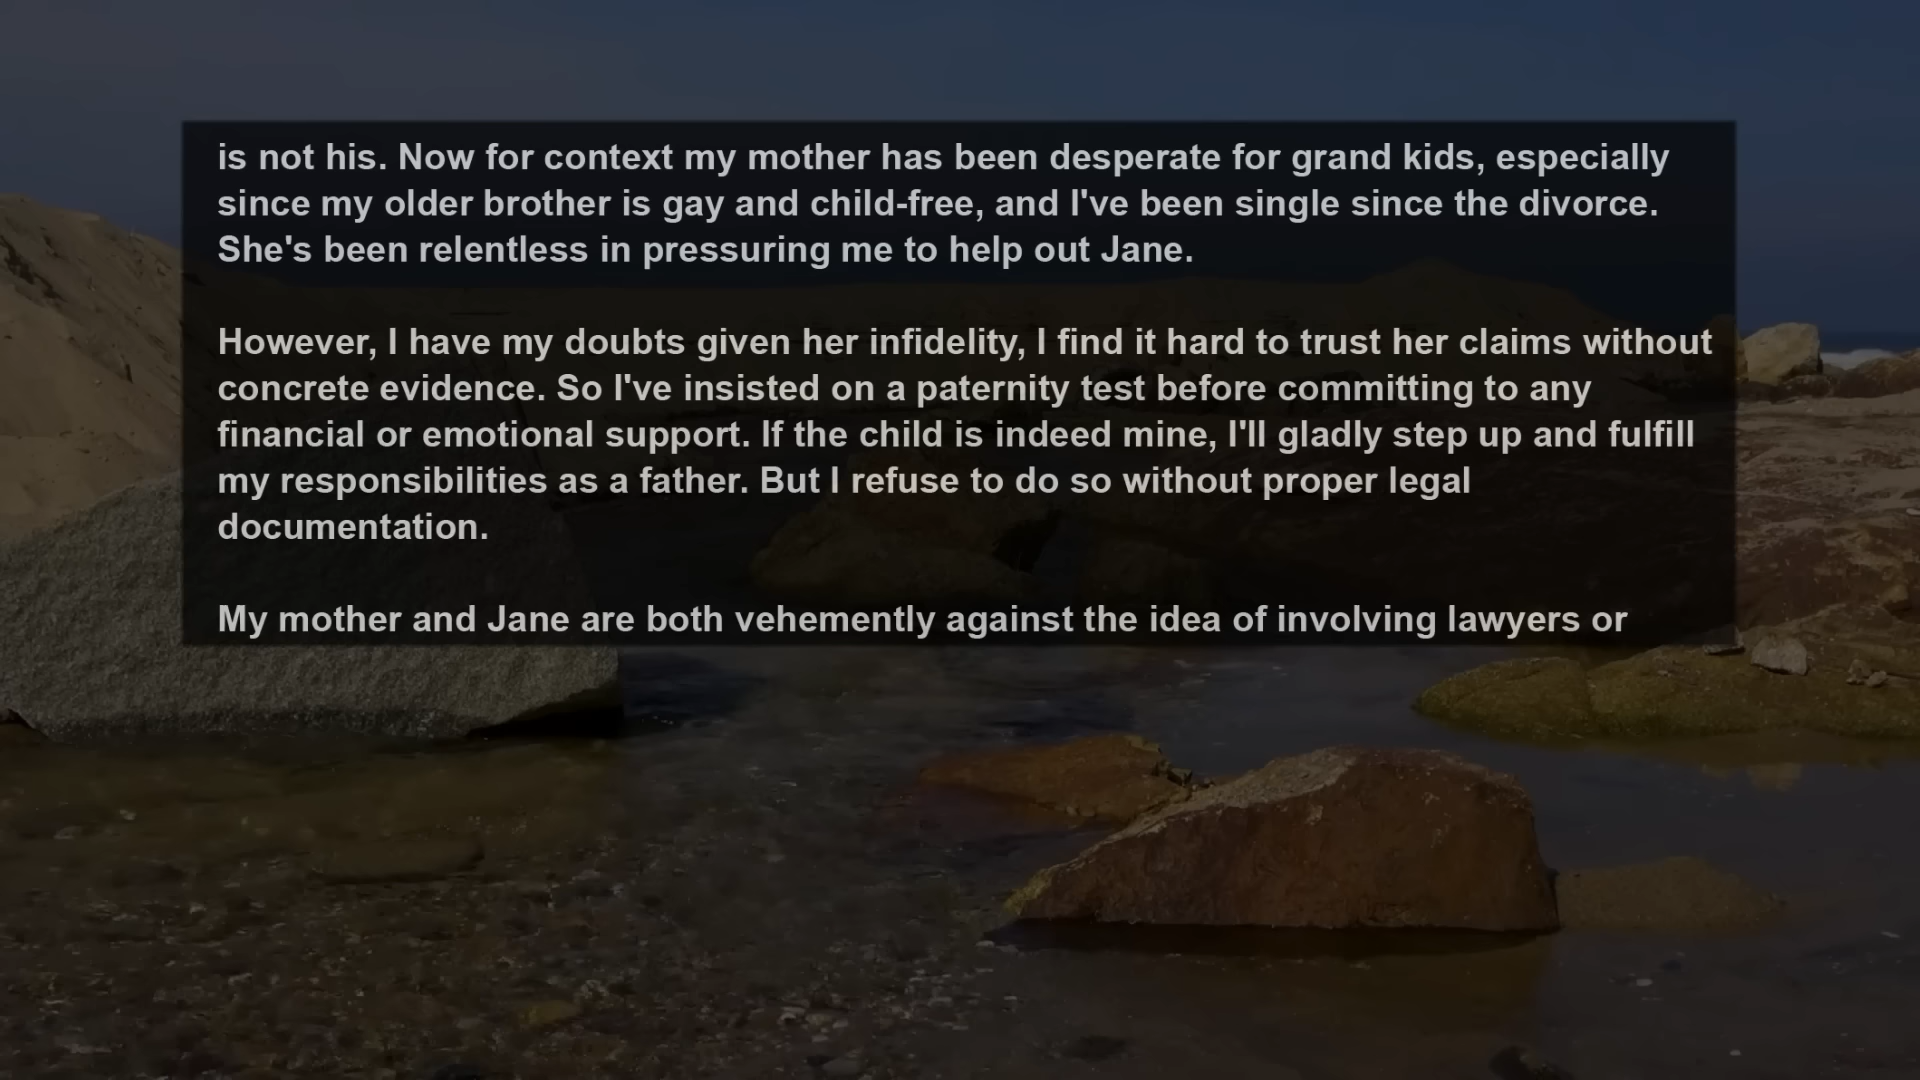 is not his. Now for context my mother has been desperate for grand kids, especially
since my older brother is gay and child-free, and I've been single since the divorce.
She's been relentless in pressuring me to help out Jane.
However, I have my doubts given her infidelity, I find it hard to trust her claims without
concrete evidence. So I've insisted on a paternity test before committing to any
financial or emotional support. If the child is indeed mine, I'll gladly step up and fulfill
my responsibilities as a father. But I refuse to do so without proper legal
documentation.
My mother and Jane are both vehemently against the idea of involving lawyers or